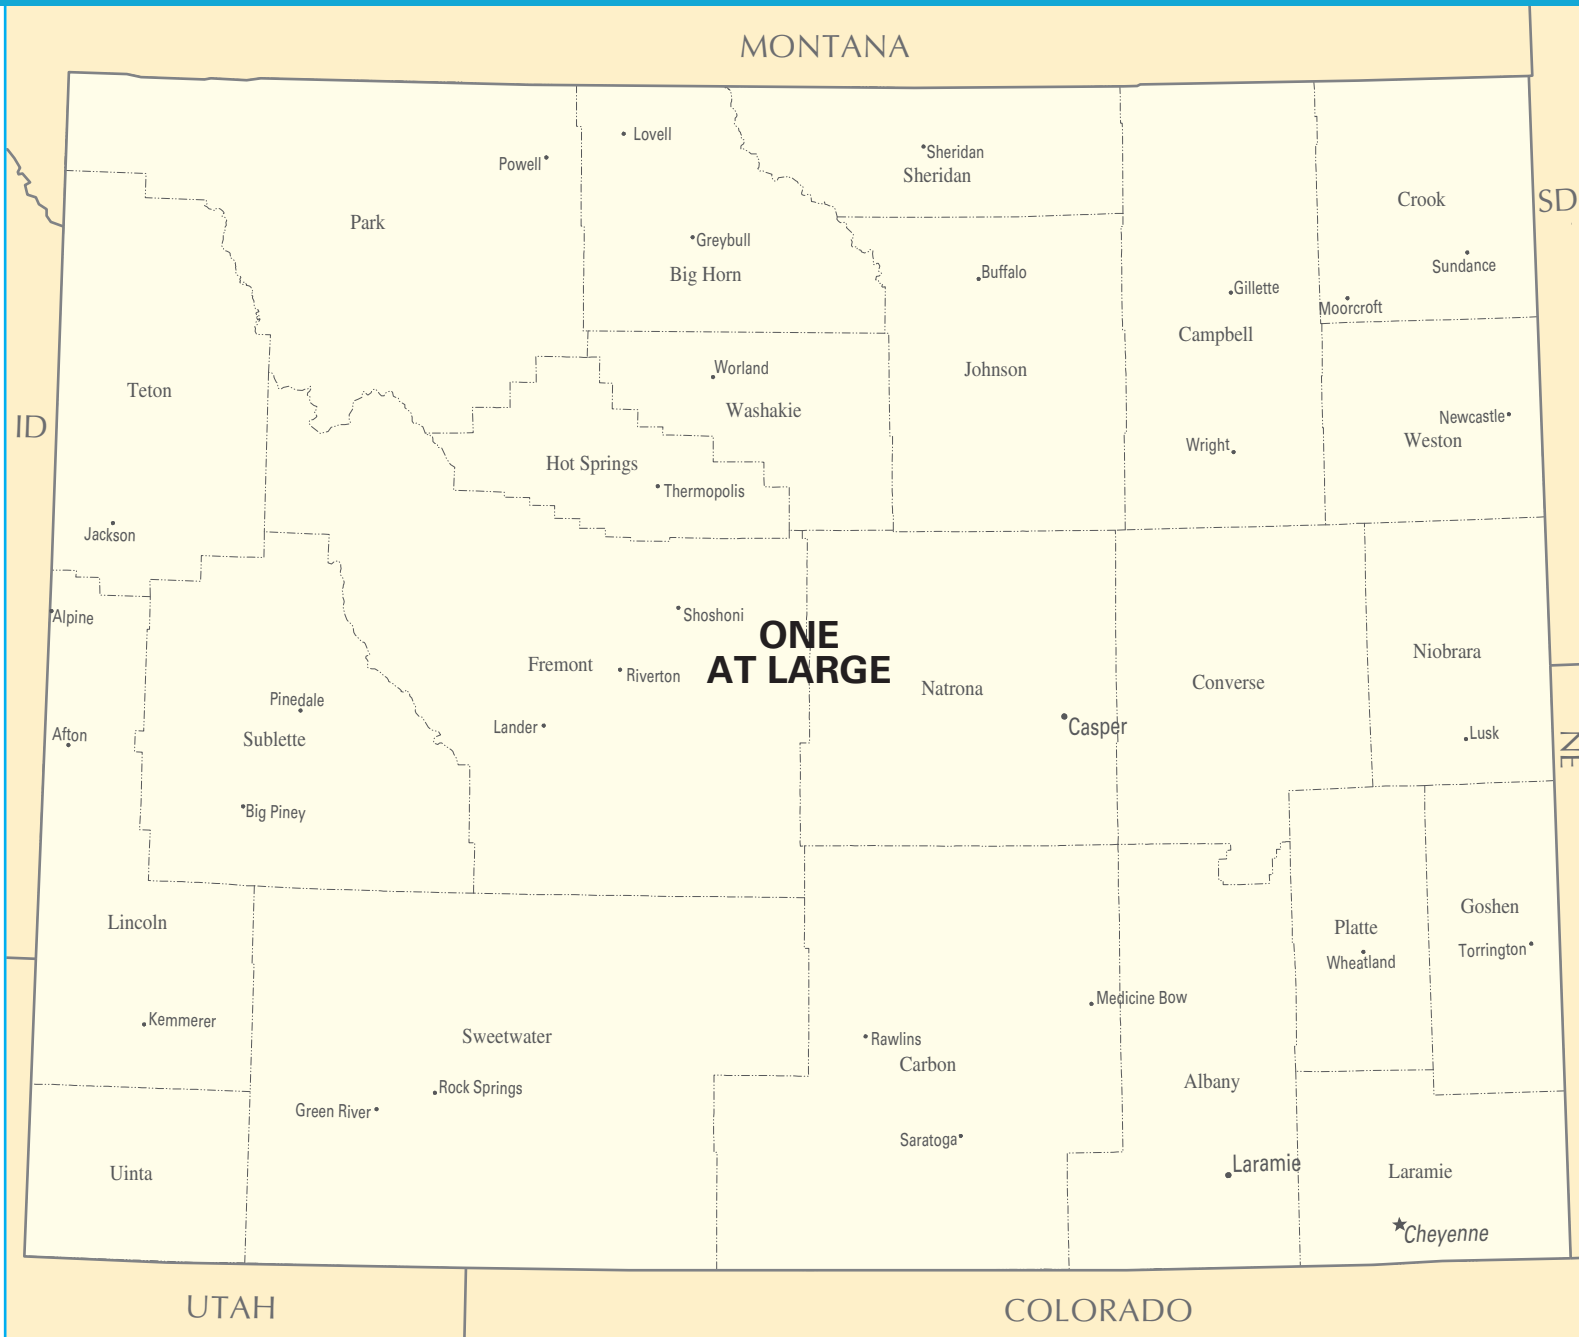 MONTANA
Lovell
Powell
Sheridan
Sheridan
Crook
SD
Park
Greybull
Big Horn
Buffalo
Sundance
Gillette
Moorcroft
Campbell
Worland
Johnson
Teton
Washakie
ID
Newcastle
Weston
Wright
Hot Springs
Thermopolis
Jackson
Alpine
Shoshoni
ONE
AT LARGE
Fremont
Riverton
Niobrara
Natrona
Converse
Pinedale
Lander
Casper
Afton
Sublette
Lusk
NE
Big Piney
Lincoln
Goshen
Platte
Torrington
Wheatland
Medicine Bow
Kemmerer
Sweetwater
Rawlins
Carbon
Albany
Rock Springs
Green River
Saratoga
Uinta
Laramie
Laramie
Cheyenne
UTAH
COLORADO